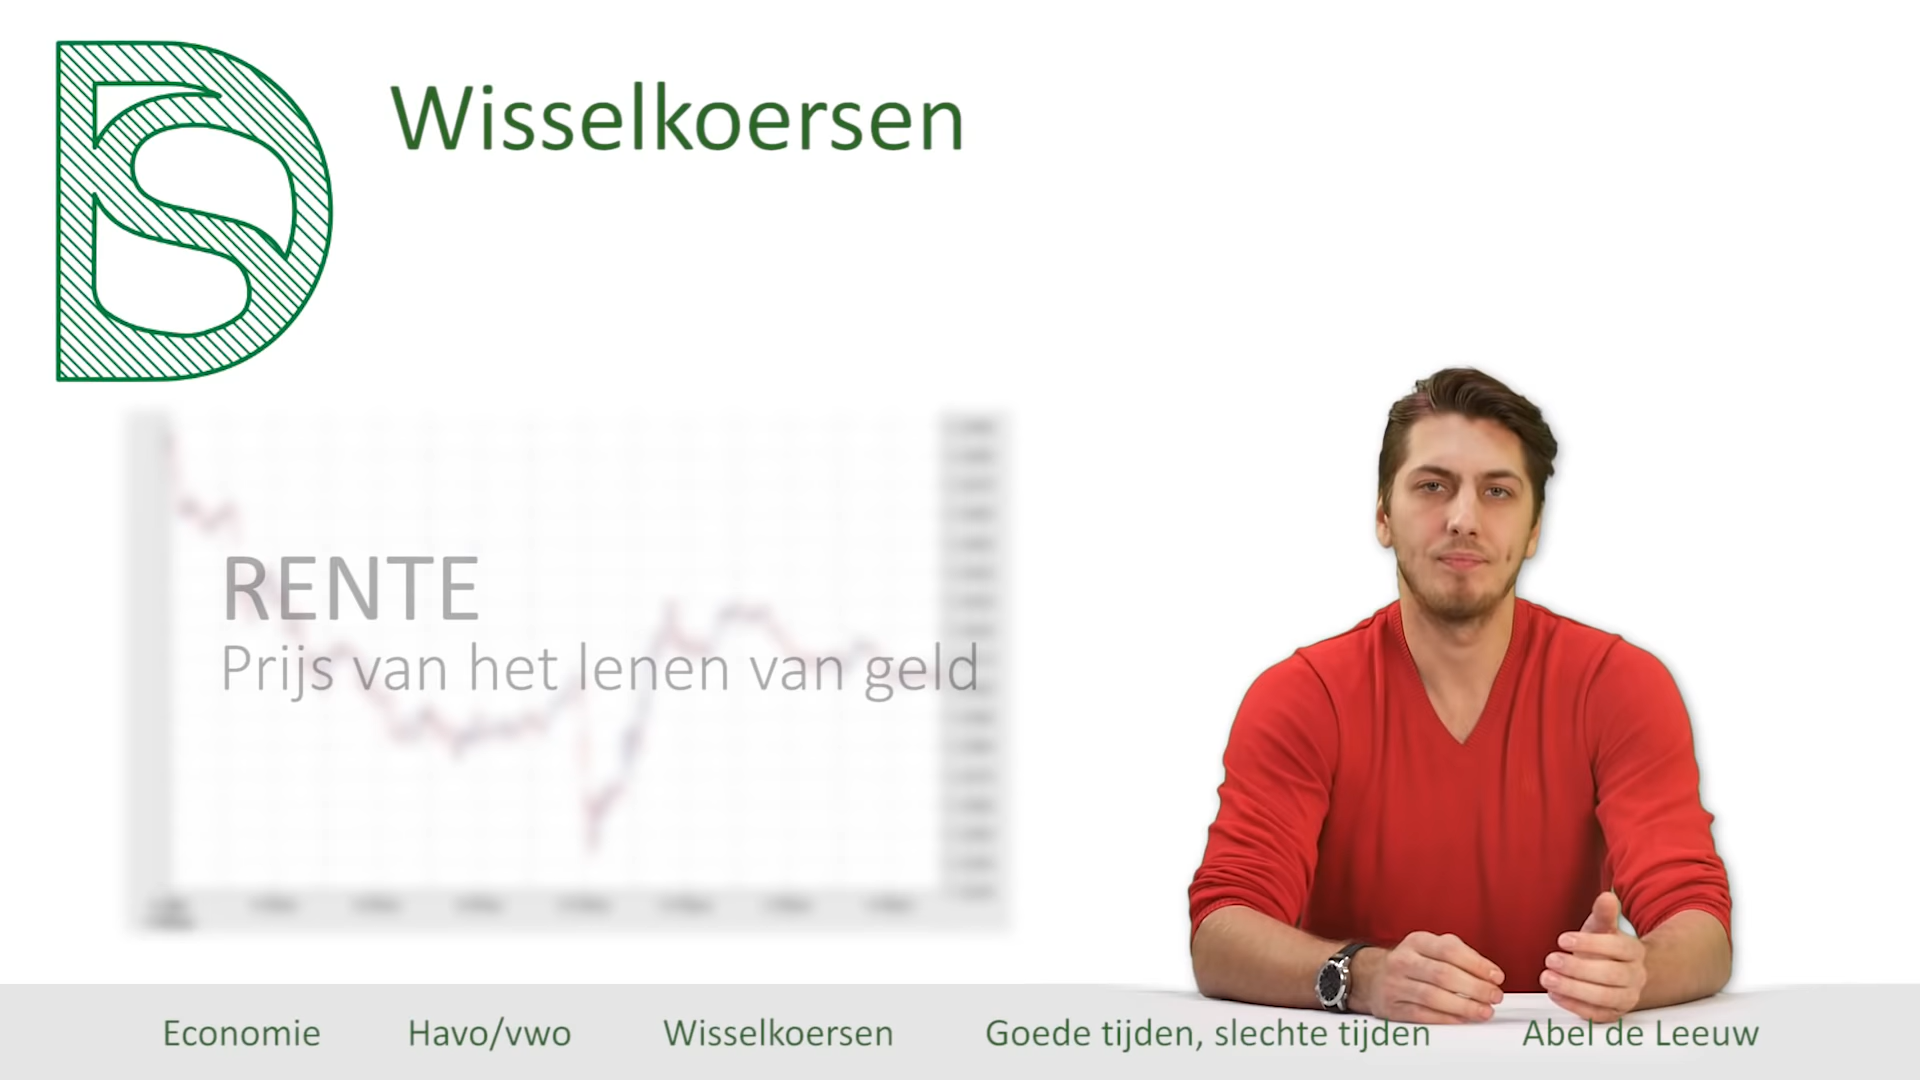 Wisselkoersen
RENTE
Prijs van het lenen van geld
Economie Havo/vwo Wisselkoersen Goede tijden, slechte tijden Abel de Leeuw